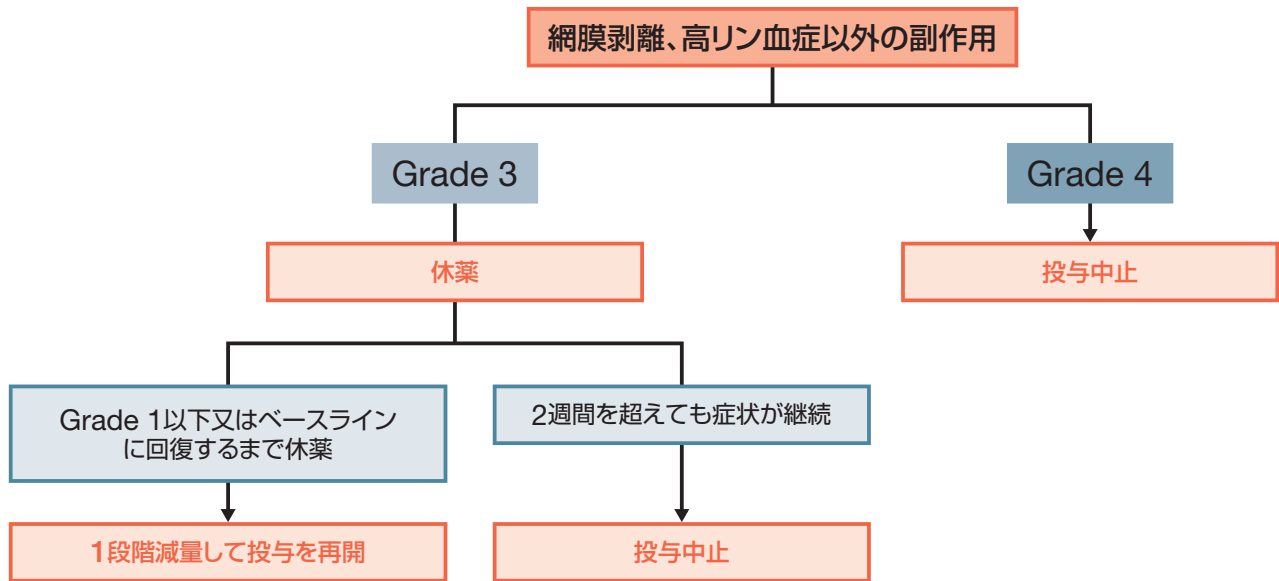 網膜剥離、高リン血症以外の副作用
Grade 3
Grade 4
休薬
投与中止
Grade 1以下又はベースライン
に回復するまで休薬
2週間を超えても症状が継続
1段階減量して投与を再開
投与中止